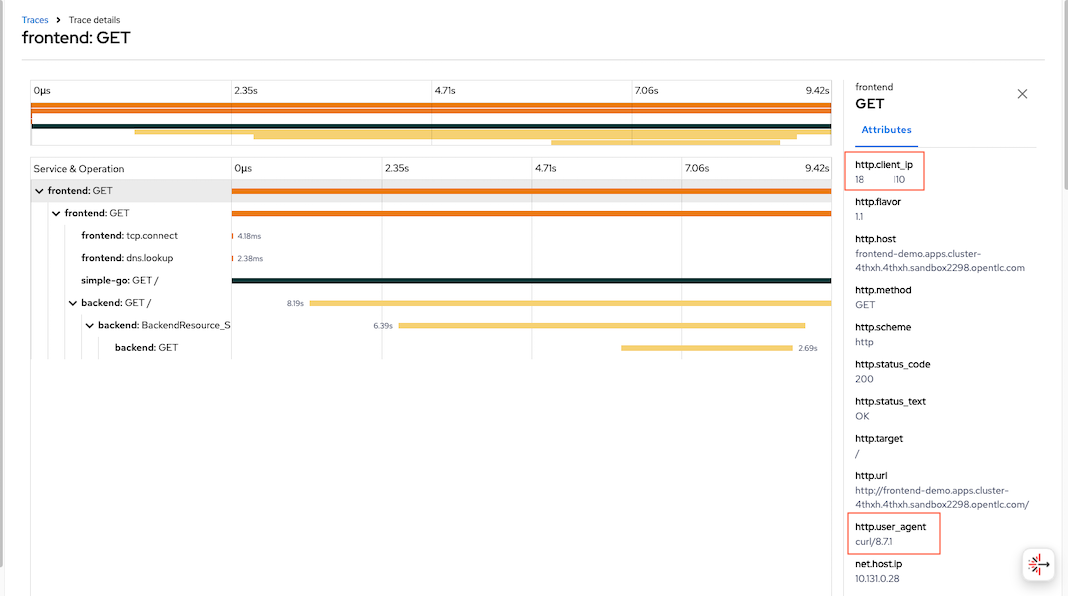 Traces > Trace details
frontend: GET
0μs 2.35s 4.71s 7.06s 9.42s
Service & Operation 0μs 2.35s 4.71s 7.06s 9.42s
frontend: GET
frontend: GET
frontend: tcp.connect 4.18ms
frontend: dns.lookup 2.38ms
simple-go: GET /
backend: GET / 8.19s
backend: BackendResource_S 6.39s
backend: GET 2.69s
frontend
GET
Attributes
http.client_ip
18 110
http.flavor
1.1
http.host
frontend-demo.apps.cluster-
4thxh.4thxh.sandbox2298.opentlc.com
http.method
GET
http.scheme
http
http.status_code
200
http.status_text
OK
http.target
/
http.url
http://frontend-demo.apps.cluster-
4thxh.4thxh.sandbox2298.opentlc.com/
http.user_agent
curl/8.7.1
net.host.ip
10.131.0.28